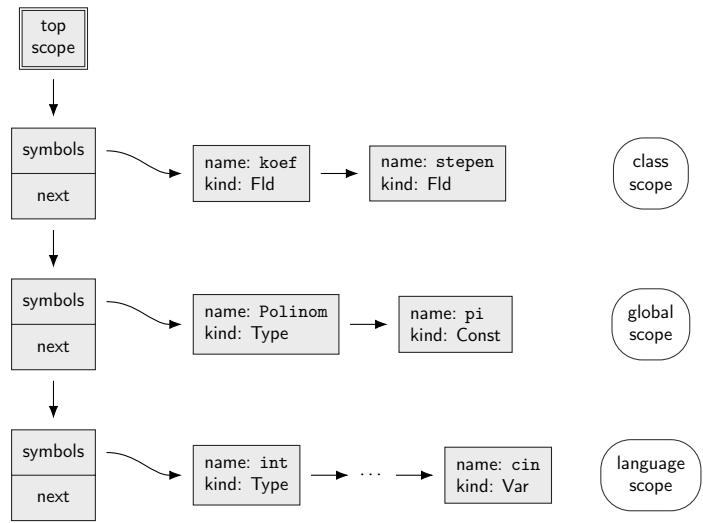 top
scope
symbols
next
name: koef
kind: Fld
name: stepen
kind: Fld
class
scope
symbols
next
name: Polinom
kind: Type
name: pi
kind: Const
global
scope
symbols
next
name: int
kind: Type
...
name: cin
kind: Var
language
scope